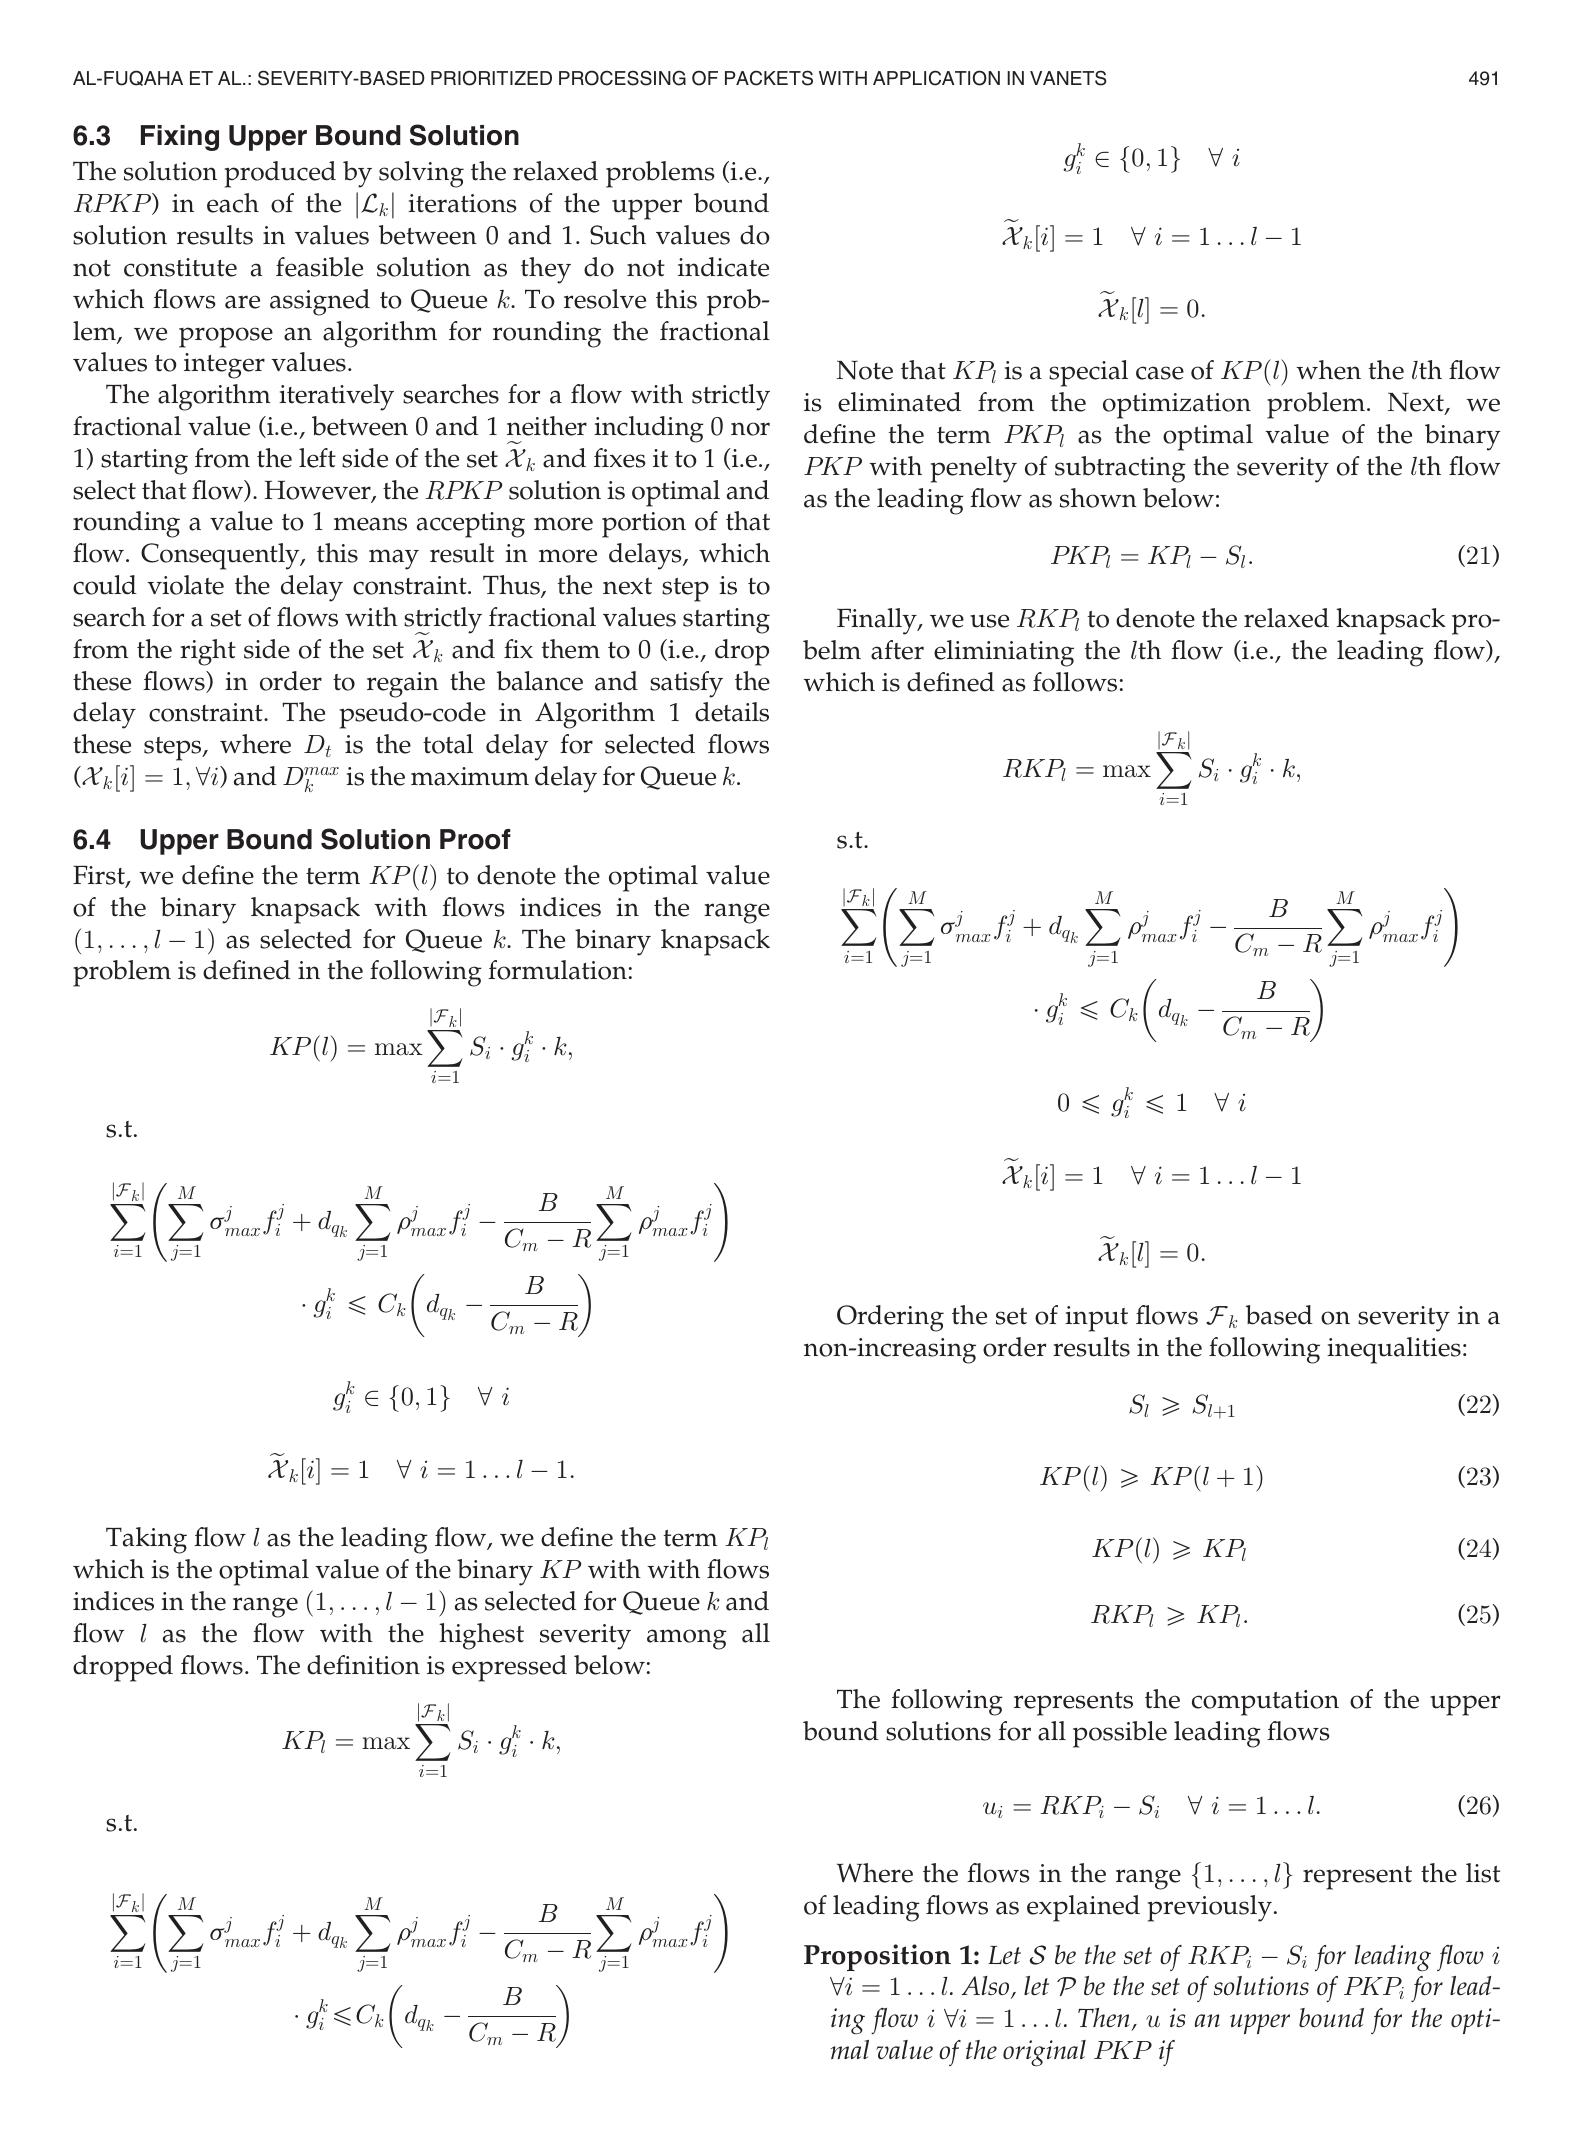 AL-FUQAHA ET AL.: SEVERITY-BASED PRIORITIZED PROCESSING OF PACKETS WITH APPLICATION IN VANETS 491
6.3 Fixing Upper Bound Solution
The solution produced by solving the relaxed problems (i.e.,
RPKP) in each of the |ℒₖ| iterations of the upper bound
solution results in values between 0 and 1. Such values do
not constitute a feasible solution as they do not indicate
which flows are assigned to Queue k. To resolve this prob-
lem, we propose an algorithm for rounding the fractional
values to integer values.
The algorithm iteratively searches for a flow with strictly
fractional value (i.e., between 0 and 1 neither including 0 nor
1) starting from the left side of the set $\widetilde{\mathcal{X}}_k$ and fixes it to 1 (i.e.,
select that flow). However, the RPKP solution is optimal and
rounding a value to 1 means accepting more portion of that
flow. Consequently, this may result in more delays, which
could violate the delay constraint. Thus, the next step is to
search for a set of flows with strictly fractional values starting
from the right side of the set $\widetilde{\mathcal{X}}_k$ and fix them to 0 (i.e., drop
these flows) in order to regain the balance and satisfy the
delay constraint. The pseudo-code in Algorithm 1 details
these steps, where $D_t$ is the total delay for selected flows
($\mathcal{X}_k[i] = 1, \forall i$) and $D_k^{max}$ is the maximum delay for Queue k.
6.4 Upper Bound Solution Proof
First, we define the term KP(l) to denote the optimal value
of the binary knapsack with flows indices in the range
(1, . . . , l − 1) as selected for Queue k. The binary knapsack
problem is defined in the following formulation:
$KP(l) = \max \sum_{i=1}^{|\mathcal{F}_k|} S_i \cdot g_i^k \cdot k,$
s.t.
$\sum_{i=1}^{|\mathcal{F}_k|} \left( \sum_{j=1}^{M} \sigma_{max}^j f_i^j + d_{q_k} \sum_{j=1}^{M} \rho_{max}^j f_i^j - \frac{B}{C_m - R} \sum_{j=1}^{M} \rho_{max}^j f_i^j \right)$
$\cdot g_i^k \leqslant C_k \left( d_{q_k} - \frac{B}{C_m - R} \right)$
$g_i^k \in \{0, 1\} \quad \forall \, i$
$\widetilde{\mathcal{X}}_k[i] = 1 \quad \forall \, i = 1 \ldots l - 1.$
Taking flow l as the leading flow, we define the term $KP_l$
which is the optimal value of the binary KP with with flows
indices in the range (1, . . . , l − 1) as selected for Queue k and
flow l as the flow with the highest severity among all
dropped flows. The definition is expressed below:
$KP_l = \max \sum_{i=1}^{|\mathcal{F}_k|} S_i \cdot g_i^k \cdot k,$
s.t.
$\sum_{i=1}^{|\mathcal{F}_k|} \left( \sum_{j=1}^{M} \sigma_{max}^j f_i^j + d_{q_k} \sum_{j=1}^{M} \rho_{max}^j f_i^j - \frac{B}{C_m - R} \sum_{j=1}^{M} \rho_{max}^j f_i^j \right)$
$\cdot g_i^k \leqslant C_k \left( d_{q_k} - \frac{B}{C_m - R} \right)$
$g_i^k \in \{0, 1\} \quad \forall \, i$
$\widetilde{\mathcal{X}}_k[i] = 1 \quad \forall \, i = 1 \ldots l - 1$
$\widetilde{\mathcal{X}}_k[l] = 0.$
Note that $KP_l$ is a special case of KP(l) when the lth flow
is eliminated from the optimization problem. Next, we
define the term $PKP_l$ as the optimal value of the binary
PKP with penelty of subtracting the severity of the lth flow
as the leading flow as shown below:
$PKP_l = KP_l - S_l.$ (21)
Finally, we use $RKP_l$ to denote the relaxed knapsack pro-
belm after eliminiating the lth flow (i.e., the leading flow),
which is defined as follows:
$RKP_l = \max \sum_{i=1}^{|\mathcal{F}_k|} S_i \cdot g_i^k \cdot k,$
s.t.
$\sum_{i=1}^{|\mathcal{F}_k|} \left( \sum_{j=1}^{M} \sigma_{max}^j f_i^j + d_{q_k} \sum_{j=1}^{M} \rho_{max}^j f_i^j - \frac{B}{C_m - R} \sum_{j=1}^{M} \rho_{max}^j f_i^j \right)$
$\cdot g_i^k \leqslant C_k \left( d_{q_k} - \frac{B}{C_m - R} \right)$
$0 \leqslant g_i^k \leqslant 1 \quad \forall \, i$
$\widetilde{\mathcal{X}}_k[i] = 1 \quad \forall \, i = 1 \ldots l - 1$
$\widetilde{\mathcal{X}}_k[l] = 0.$
Ordering the set of input flows $\mathcal{F}_k$ based on severity in a
non-increasing order results in the following inequalities:
$S_l \geqslant S_{l+1}$ (22)
$KP(l) \geqslant KP(l + 1)$ (23)
$KP(l) \geqslant KP_l$ (24)
$RKP_l \geqslant KP_l.$ (25)
The following represents the computation of the upper
bound solutions for all possible leading flows
$u_i = RKP_i - S_i \quad \forall \, i = 1 \ldots l.$ (26)
Where the flows in the range {1, . . . , l} represent the list
of leading flows as explained previously.
Proposition 1: Let $\mathcal{S}$ be the set of $RKP_i - S_i$ for leading flow i
∀i = 1 . . . l. Also, let $\mathcal{P}$ be the set of solutions of $PKP_i$ for lead-
ing flow i ∀i = 1 . . . l. Then, u is an upper bound for the opti-
mal value of the original PKP if